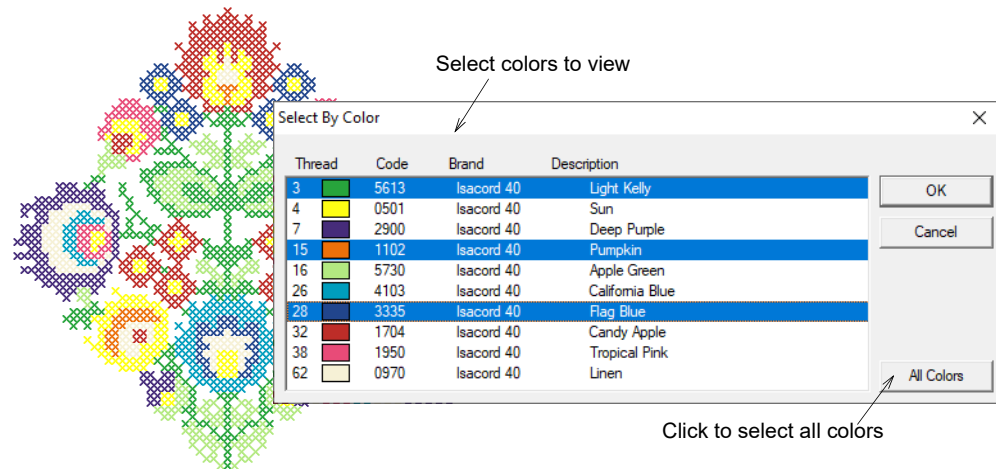 Select colors to view
Select By Color
Thread Code Brand Description
3 5613 Isacord 40 Light Kelly
4 0501 Isacord 40 Sun
7 2900 Isacord 40 Deep Purple
15 1102 Isacord 40 Pumpkin
16 5730 Isacord 40 Apple Green
26 4103 Isacord 40 California Blue
28 3335 Isacord 40 Flag Blue
32 1704 Isacord 40 Candy Apple
38 1950 Isacord 40 Tropical Pink
62 0970 Isacord 40 Linen
OK
Cancel
All Colors
Click to select all colors